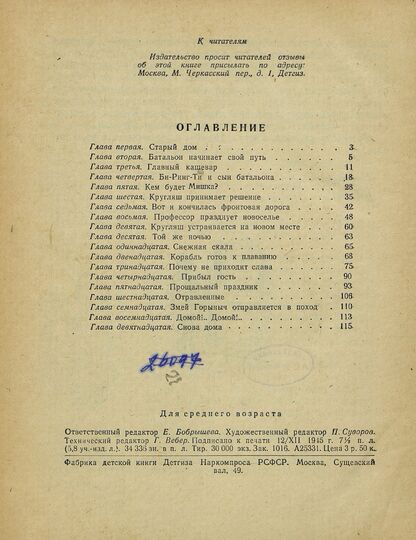 К читателям
Издательство просит читателей отзывы
об этой книге присылать по адресу:
Москва, М. Черкасский пер., д. 1, Детгиз.
ОГЛАВЛЕНИЕ
Глава первая. Старый дом . . . . . . . . . . . . . 3
Глава вторая. Батальон начинает свой путь . . . . . . 5
Глава третья. Главный кашевар . . . . . . . . . . . 11
Глава четвертая. Би-Ринг-Ти и сын батальона . . . . . 18
Глава пятая. Кем будет Мишка? . . . . . . . . . . . 28
Глава шестая. Кругляш принимает решение . . . . . . 35
Глава седьмая. Вот и кончилась фронтовая дорога . . . 42
Глава восьмая. Профессор празднует новоселье . . . . 48
Глава девятая. Кругляш устраивается на новом месте . . 60
Глава десятая. Той же ночью . . . . . . . . . . . . 63
Глава одиннадцатая. Снежная скала . . . . . . . . . 65
Глава двенадцатая. Корабль готов к плаванию . . . . . 68
Глава тринадцатая. Почему не приходит слава . . . . . 75
Глава четырнадцатая. Прибыл гость . . . . . . . . . 90
Глава пятнадцатая. Прощальный праздник . . . . . . 93
Глава шестнадцатая. Отравленные . . . . . . . . . . 106
Глава семнадцатая. Змей Горыныч отправляется в поход . 110
Глава восемнадцатая. Домой!.. Домой!.. . . . . . . . 113
Глава девятнадцатая. Снова дома . . . . . . . . . . 115
Для среднего возраста
Ответственный редактор Е. Бобрышева. Художественный редактор П. Суворов.
Технический редактор Г. Вебер. Подписано к печати 12/XII 1945 г. 7½ п. л.
(5,8 уч.-изд. л.). 34 336 зн. в п. л. Тир. 30 000 экз. Зак. 1016. А25331. Цена 3 р. 50 к.
Фабрика детской книги Детгиза Наркомпроса РСФСР. Москва, Сущевский
вал, 49.